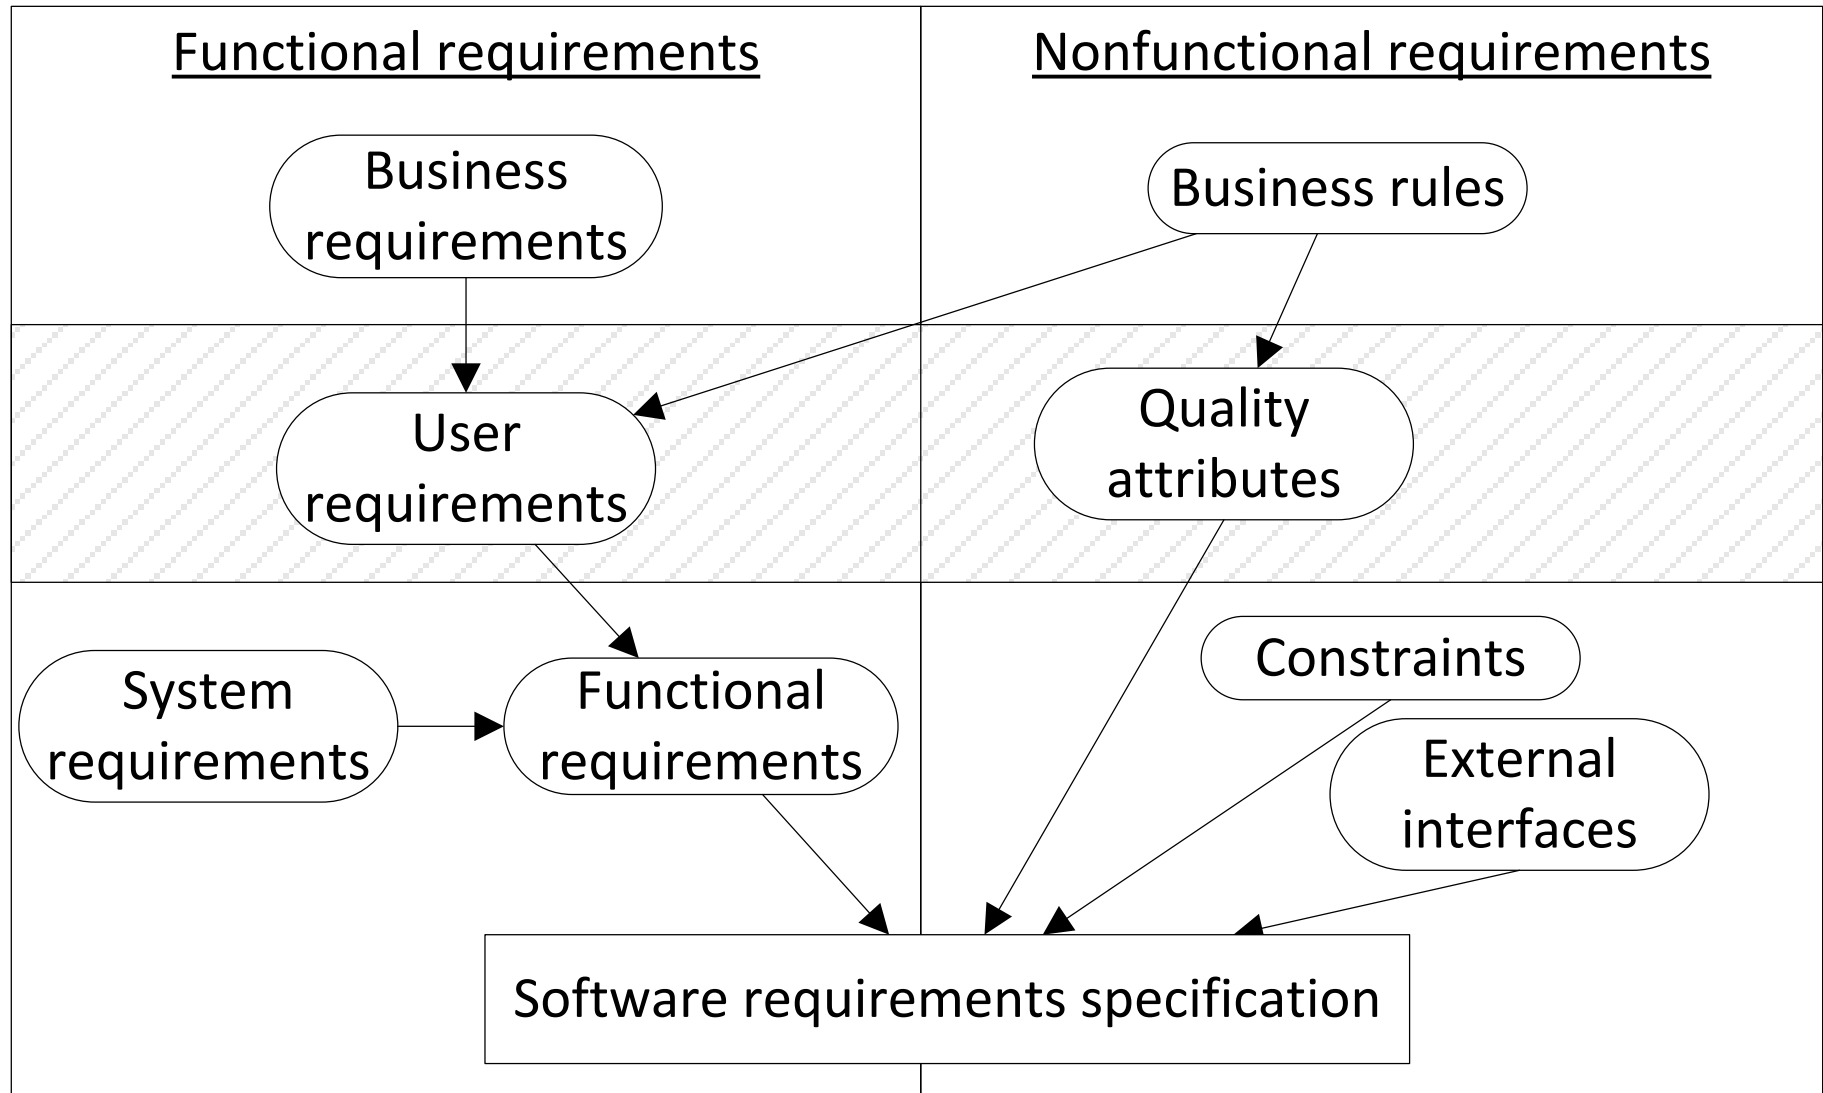 Functional requirements
Nonfunctional requirements
Business
requirements
Business rules
User
requirements
Quality
attributes
System
requirements
Functional
requirements
Constraints
External
interfaces
Software requirements specification